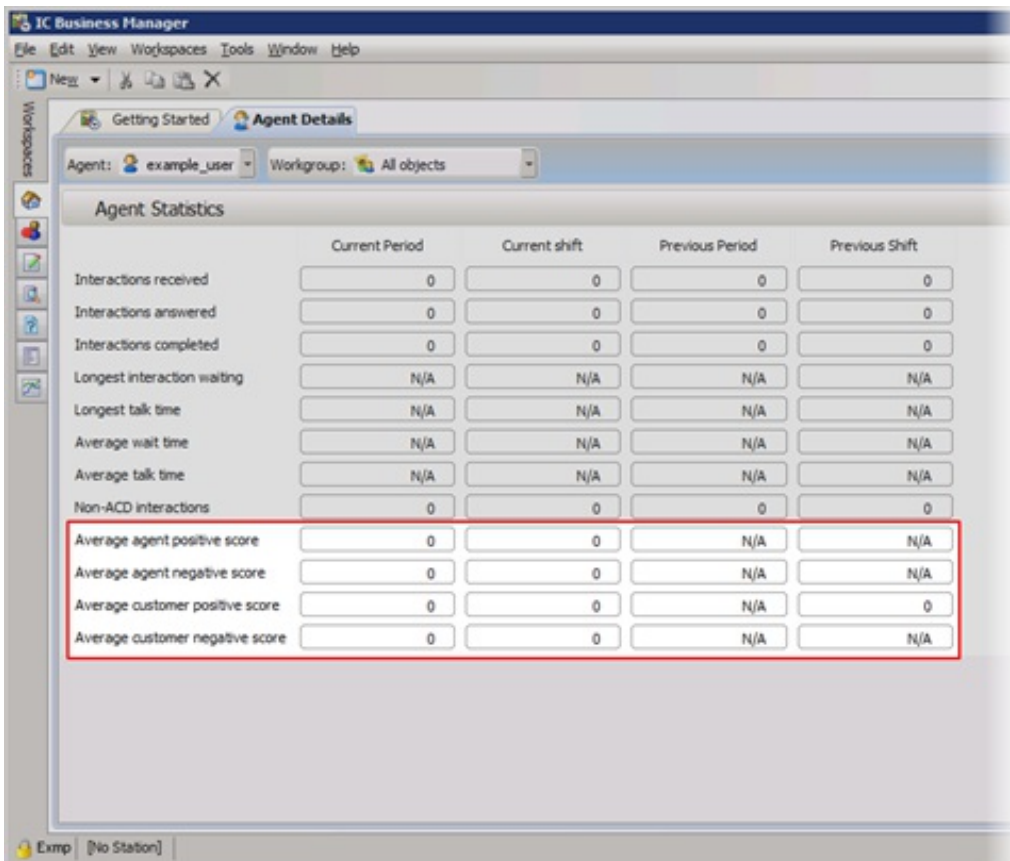 IC Business Manager
File Edit View Workspaces Tools Window Help
New
Workspaces
Getting Started Agent Details
Agent: example_user Workgroup: All objects
Agent Statistics
Current Period Current shift Previous Period Previous Shift
Interactions received 0 0 0 0
Interactions answered 0 0 0 0
Interactions completed 0 0 0 0
Longest interaction waiting N/A N/A N/A N/A
Longest talk time N/A N/A N/A N/A
Average wait time N/A N/A N/A N/A
Average talk time N/A N/A N/A N/A
Non-ACD interactions 0 0 0 0
Average agent positive score 0 0 N/A N/A
Average agent negative score 0 0 N/A N/A
Average customer positive score 0 0 N/A 0
Average customer negative score 0 0 N/A N/A
Exmp [No Station]